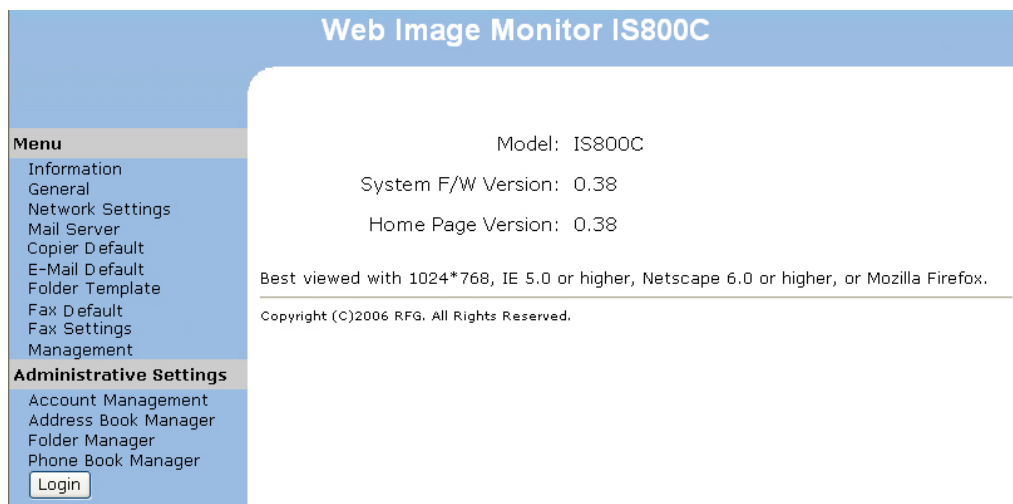 Web Image Monitor IS800C
Menu
Information
General
Network Settings
Mail Server
Copier Default
E-Mail Default
Folder Template
Fax Default
Fax Settings
Management
Administrative Settings
Account Management
Address Book Manager
Folder Manager
Phone Book Manager
Login
Model: IS800C
System F/W Version: 0.38
Home Page Version: 0.38
Best viewed with 1024*768, IE 5.0 or higher, Netscape 6.0 or higher, or Mozilla Firefox.
Copyright (C)2006 RFG. All Rights Reserved.